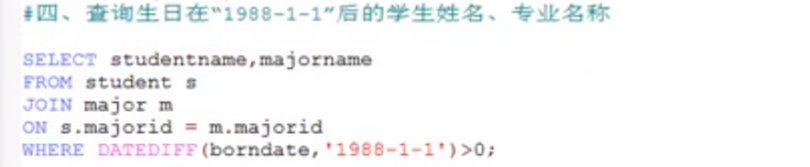 #四、查询生日在“1988-1-1”后的学生姓名、专业名称
SELECT studentname,majorname
FROM student s
JOIN major m
ON s.majorid = m.majorid
WHERE DATEDIFF(borndate,'1988-1-1')>0;